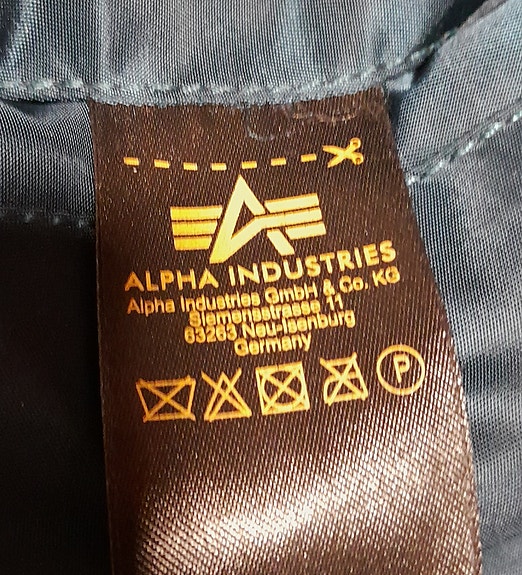 ALPHA INDUSTRIES
Alpha Industries GmbH & Co. KG
Siemensstrasse 11
63263 Neu-Isenburg
Germany
P